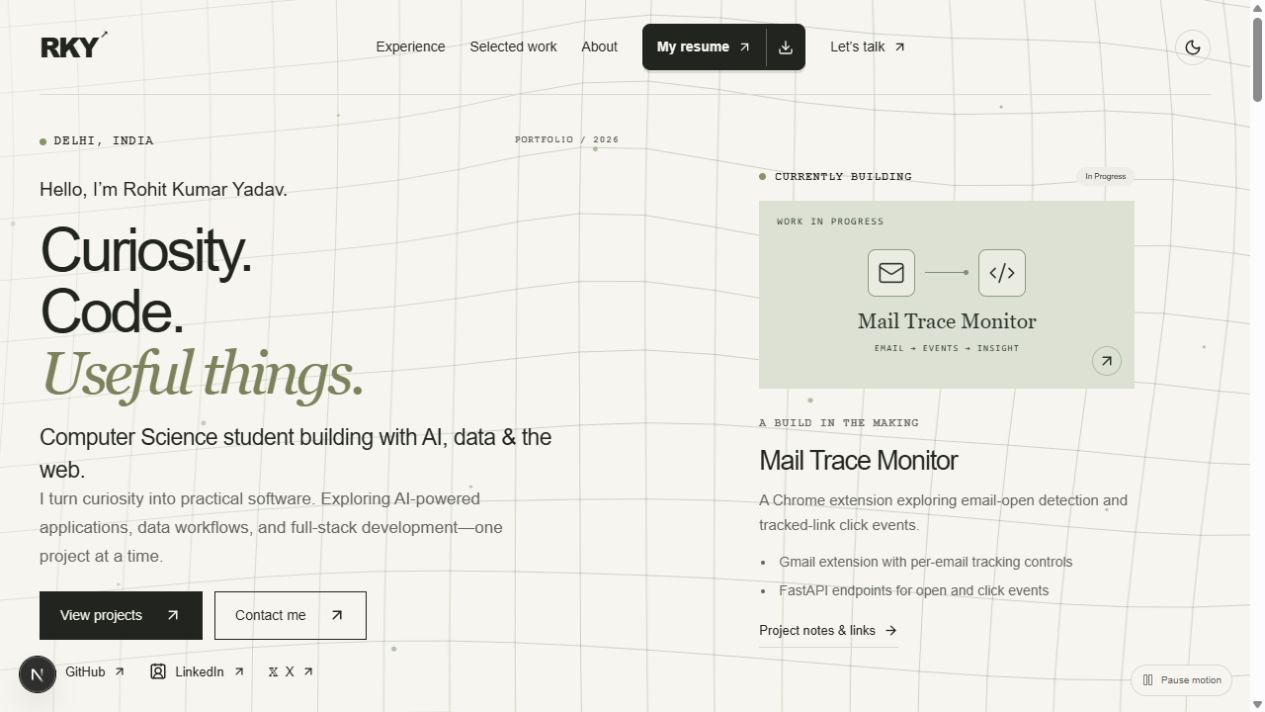 RKY
Experience
Selected work
About
My resume
Let's talk
DELHI, INDIA
PORTFOLIO / 2026
Hello, I'm Rohit Kumar Yadav.
Curiosity.
Code.
Useful things.
Computer Science student building with AI, data & the
web.
I turn curiosity into practical software. Exploring AI-powered
applications, data workflows, and full-stack development—one
project at a time.
View projects
Contact me
N
GitHub
LinkedIn
𝕏 X
CURRENTLY BUILDING
In Progress
WORK IN PROGRESS
Mail Trace Monitor
EMAIL → EVENTS → INSIGHT
A BUILD IN THE MAKING
Mail Trace Monitor
A Chrome extension exploring email-open detection and
tracked-link click events.
• Gmail extension with per-email tracking controls
• FastAPI endpoints for open and click events
Project notes & links →
Pause motion